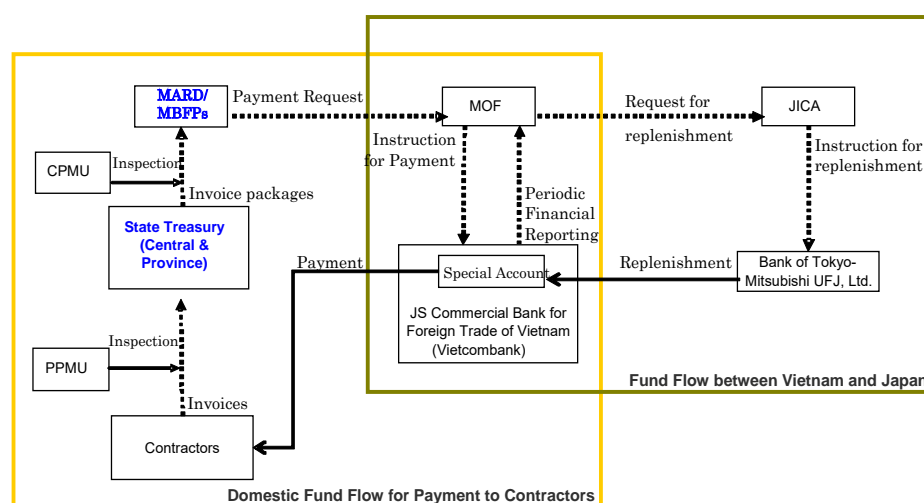 MARD/
MBFPs
Payment Request
MOF
Request for
replenishment
JICA
Instruction
for Payment
Instruction for
replenishment
CPMU
Inspection
Invoice packages
Periodic
Financial
Reporting
State Treasury
(Central &
Province)
Payment
Special Account
Replenishment
Bank of Tokyo-
Mitsubishi UFJ, Ltd.
JS Commercial Bank for
Foreign Trade of Vietnam
(Vietcombank)
Inspection
PPMU
Fund Flow between Vietnam and Japan
Invoices
Contractors
Domestic Fund Flow for Payment to Contractors